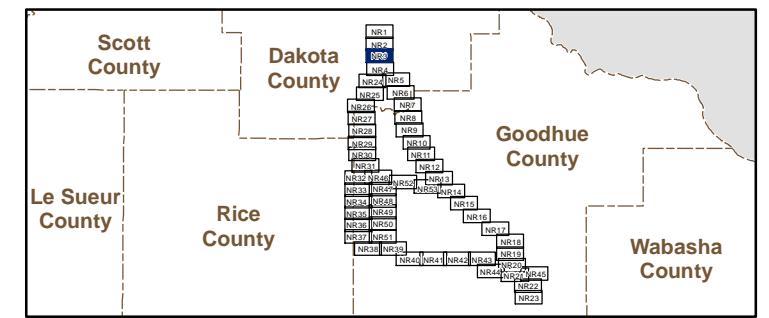 Scott
County
Dakota
County
Goodhue
County
Le Sueur
County
Rice
County
Wabasha
County
NR1
NR2
NR3
NR4
NR24 NR5
NR25 NR6
NR26 NR7
NR27 NR8
NR28 NR9
NR29 NR10
NR30 NR11
NR31 NR12
NR32 NR46 NR52 NR13
NR33 NR47 NR53 NR14
NR34 NR48 NR15
NR35 NR49 NR16
NR36 NR50 NR17
NR37 NR51 NR18
NR38 NR39 NR19
NR40 NR41 NR42 NR43 NR20
NR44 NR21 NR45
NR22
NR23